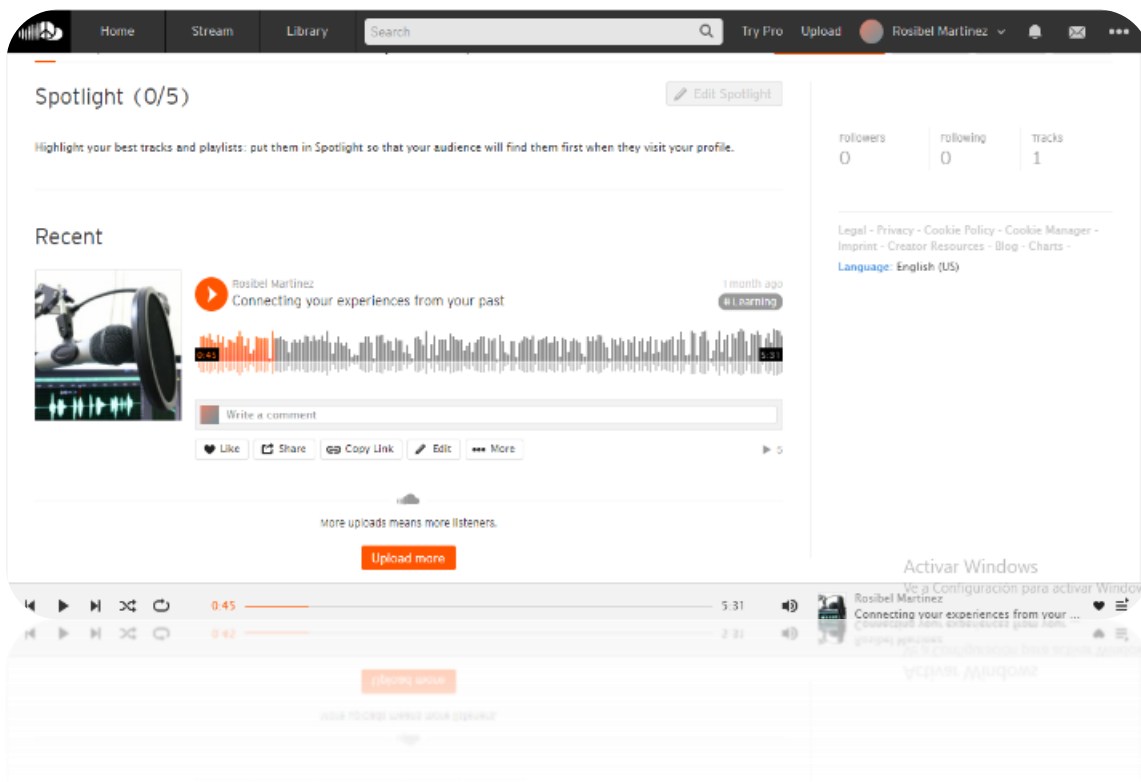 Home Stream Library Search Try Pro Upload Rosibel Martinez
Spotlight (0/5) Edit Spotlight
Highlight your best tracks and playlists: put them in Spotlight so that your audience will find them first when they visit your profile.
Followers Following Tracks
0 0 1
Legal - Privacy - Cookie Policy - Cookie Manager -
Imprint - Creator Resources - Blog - Charts -
Language: English (US)
Recent
Rosibel Martinez 1 month ago
Connecting your experiences from your past # Learning
0:45 5:31
Write a comment
Like Share Copy Link Edit More 5
More uploads means more listeners.
Upload more
Activar Windows
Ve a Configuración para activar Window
0:45 5:31 Rosibel Martinez
Connecting your experiences from your ...